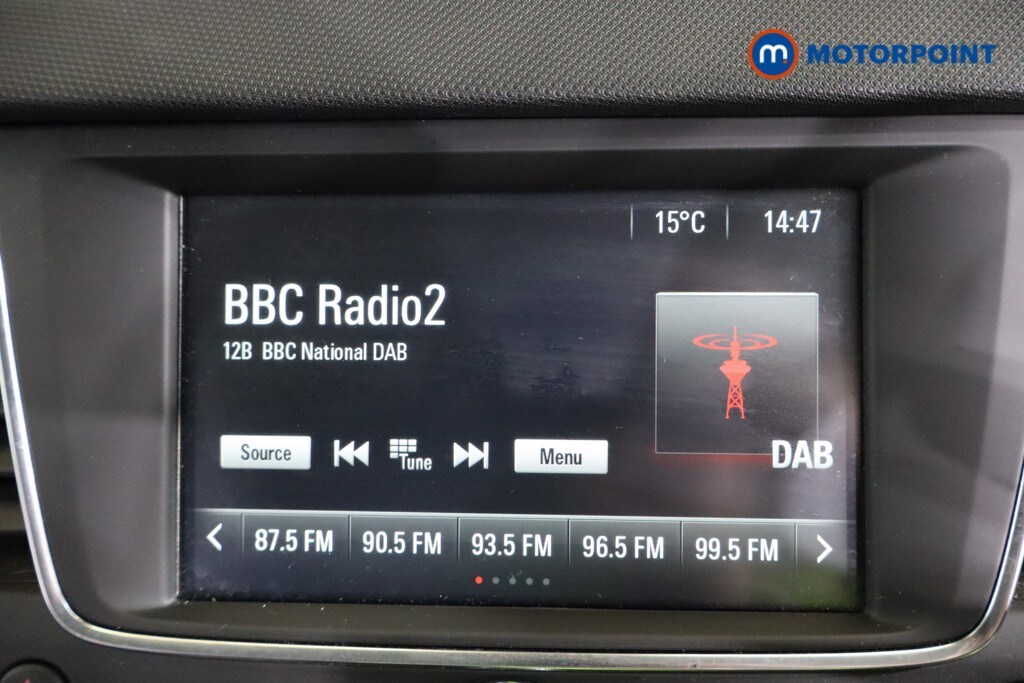 m MOTORPOINT
15°C 14:47
BBC Radio2
12B BBC National DAB
Source Tune Menu
DAB
87.5 FM 90.5 FM 93.5 FM 96.5 FM 99.5 FM